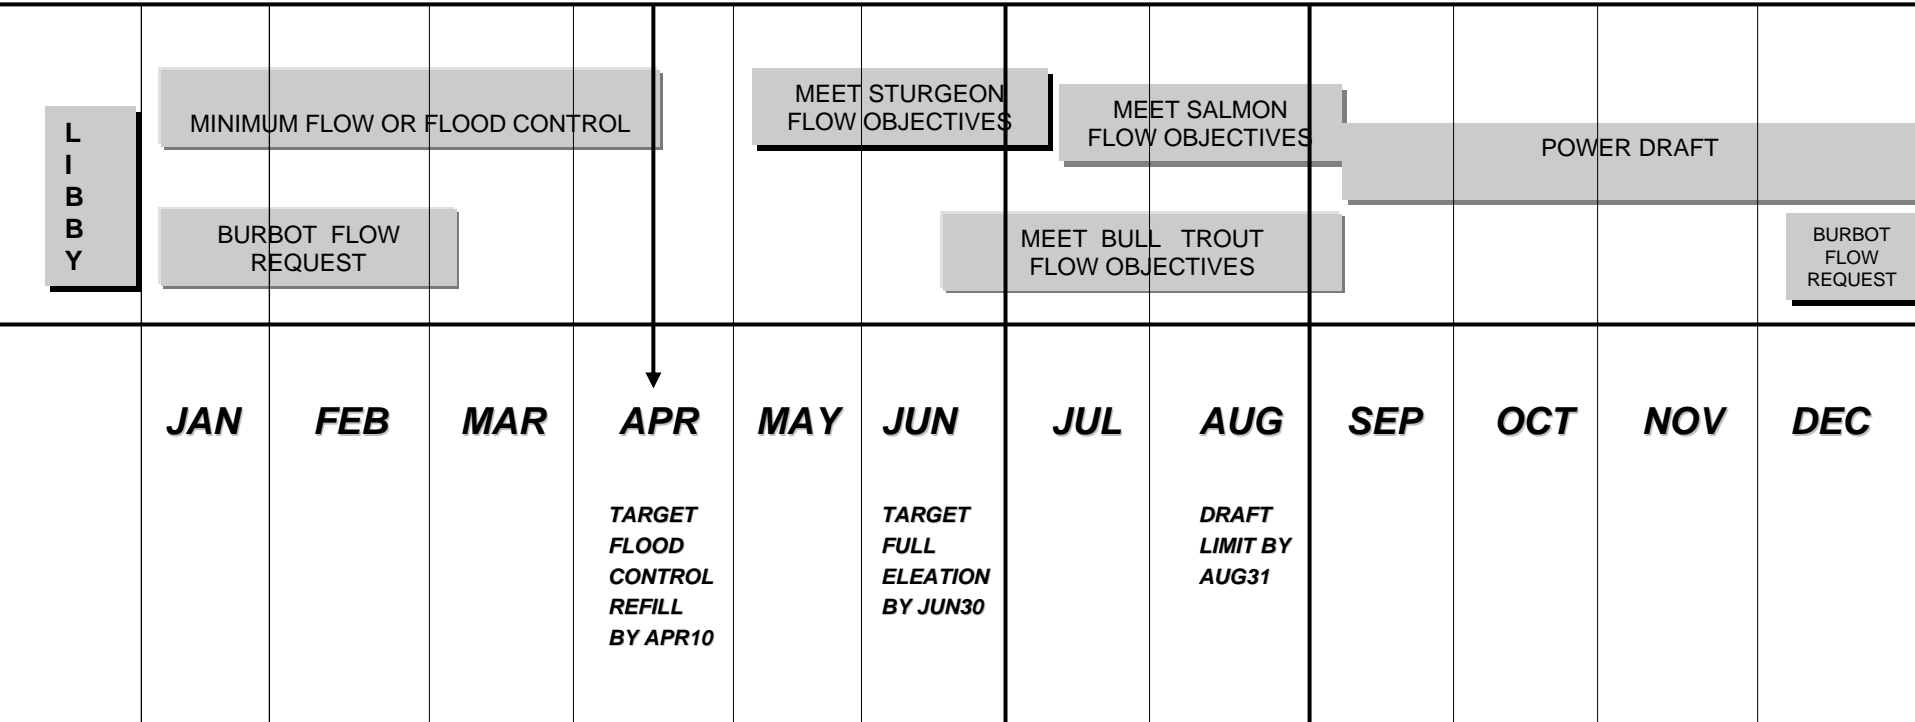 L
I
B
B
Y
MINIMUM FLOW OR FLOOD CONTROL
BURBOT FLOW
REQUEST
MEET STURGEON
FLOW OBJECTIVES
MEET SALMON
FLOW OBJECTIVES
POWER DRAFT
MEET BULL TROUT
FLOW OBJECTIVES
BURBOT
FLOW
REQUEST
JAN FEB MAR APR MAY JUN JUL AUG SEP OCT NOV DEC
TARGET
FLOOD
CONTROL
REFILL
BY APR10
TARGET
FULL
ELEATION
BY JUN30
DRAFT
LIMIT BY
AUG31